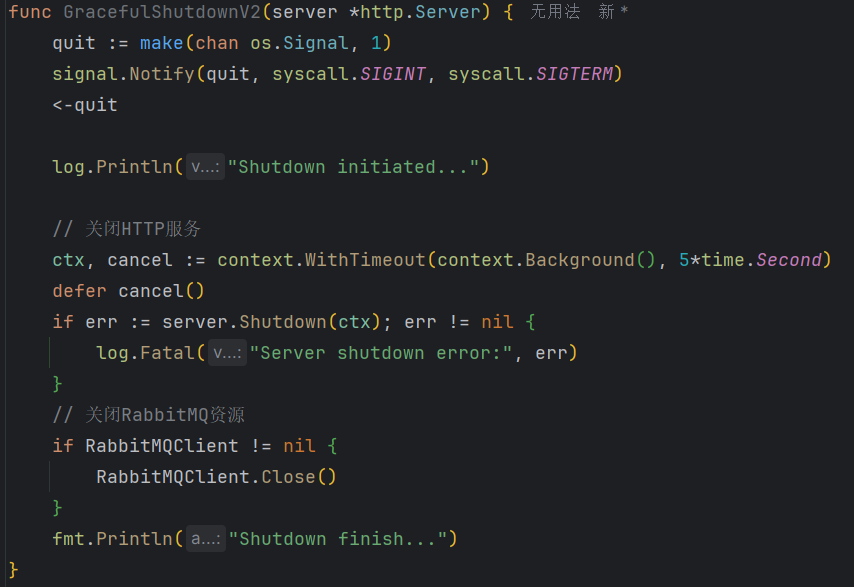 func GracefulShutdownV2(server *http.Server) {  无用法  新 *
    quit := make(chan os.Signal, 1)
    signal.Notify(quit, syscall.SIGINT, syscall.SIGTERM)
    <-quit

    log.Println( v...: "Shutdown initiated...")

    // 关闭HTTP服务
    ctx, cancel := context.WithTimeout(context.Background(), 5*time.Second)
    defer cancel()
    if err := server.Shutdown(ctx); err != nil {
        log.Fatal( v...: "Server shutdown error:", err)
    }
    // 关闭RabbitMQ资源
    if RabbitMQClient != nil {
        RabbitMQClient.Close()
    }
    fmt.Println( a...: "Shutdown finish...")
}